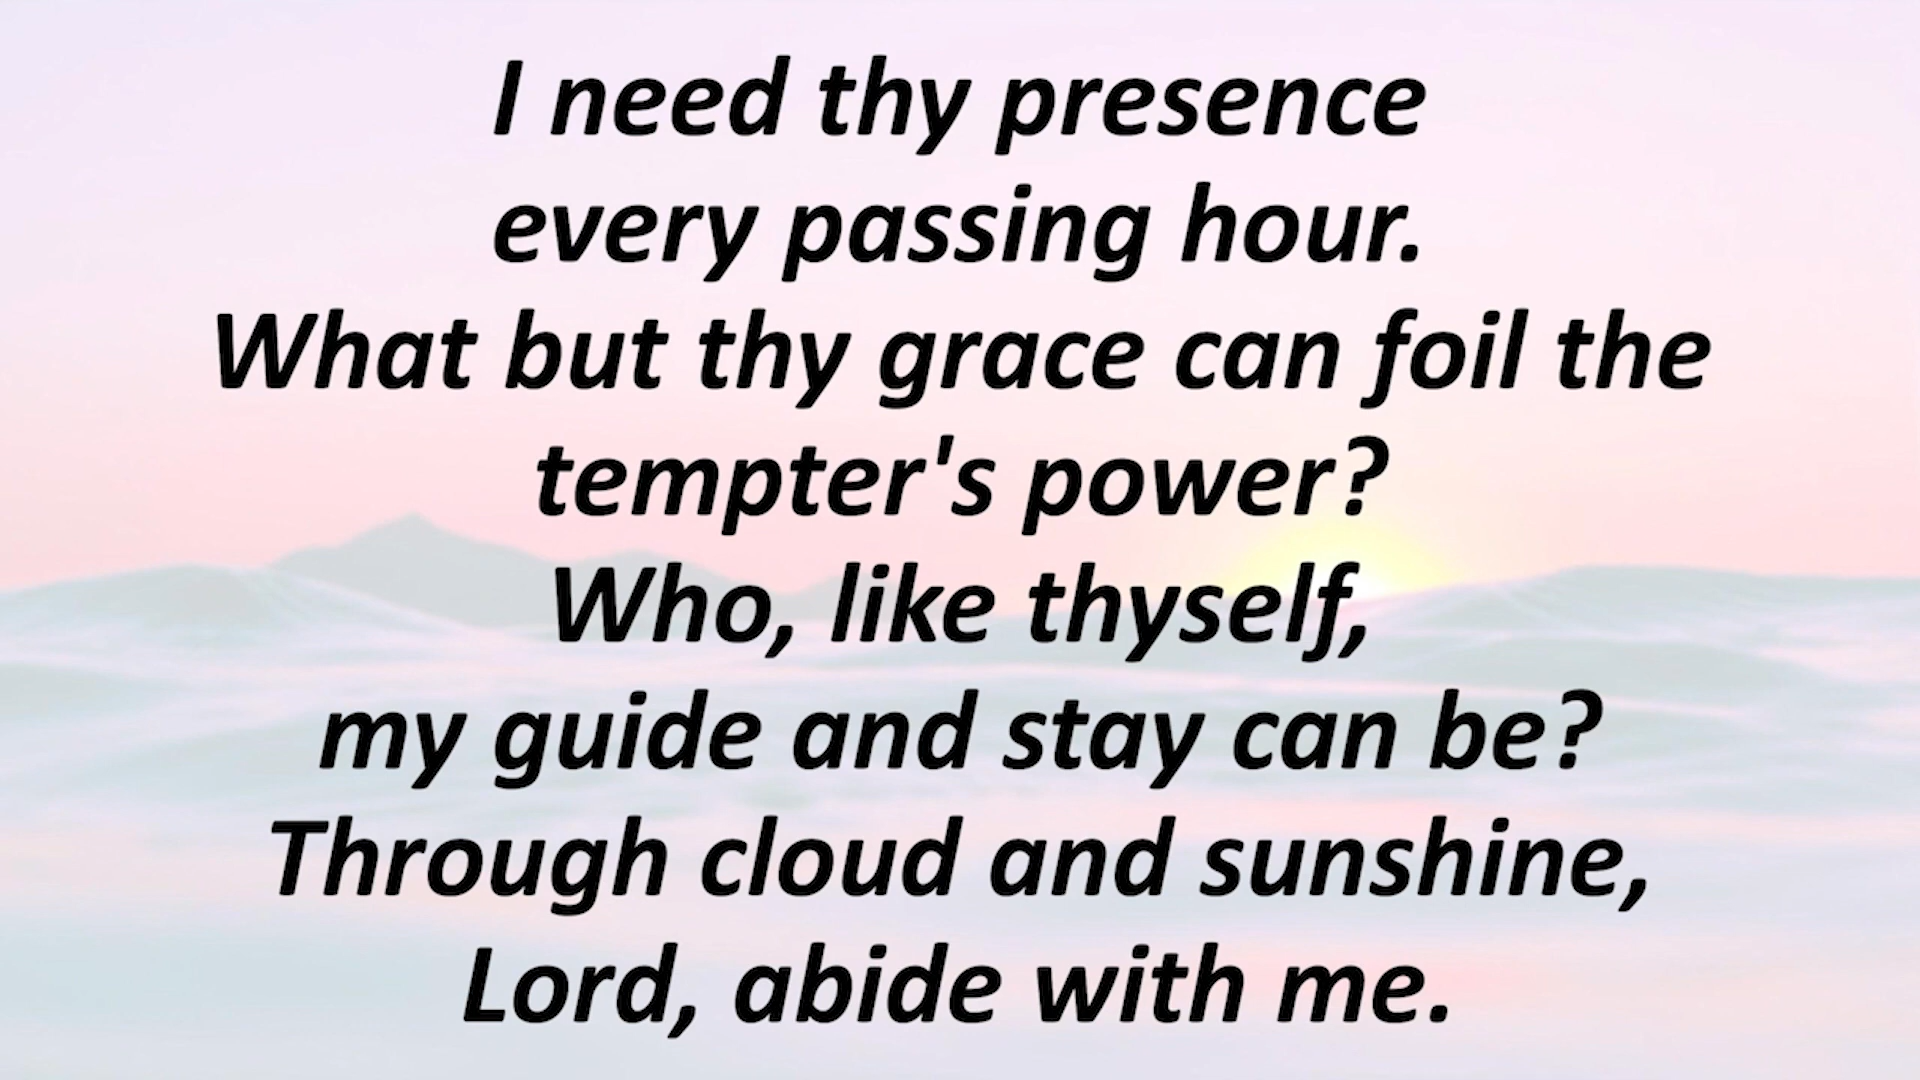 I need thy presence
every passing hour.
What but thy grace can foil the
tempter's power?
Who, like thyself,
my guide and stay can be?
Through cloud and sunshine,
Lord, abide with me.